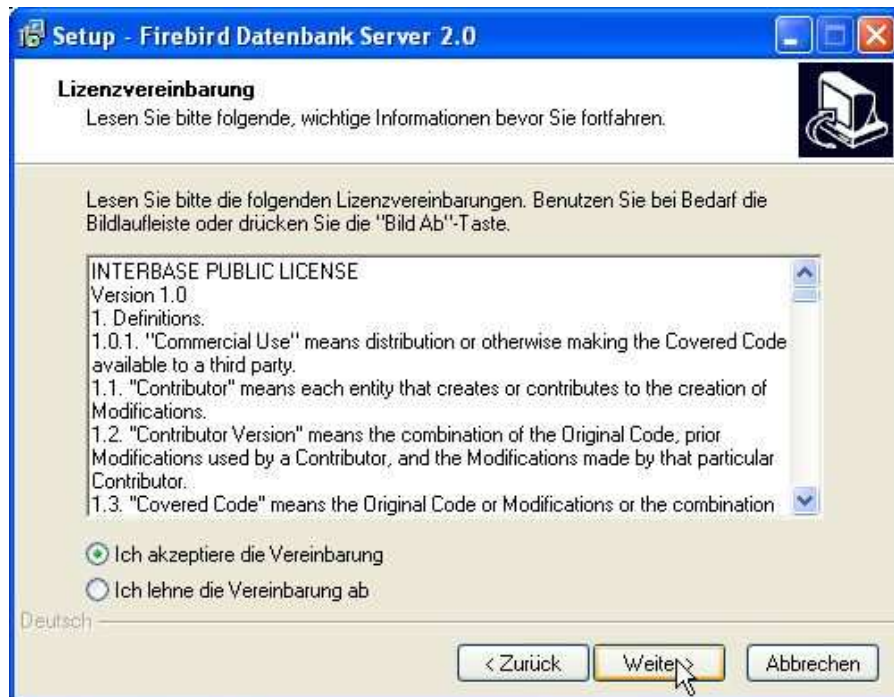 Setup - Firebird Datenbank Server 2.0
Lizenzvereinbarung
Lesen Sie bitte folgende, wichtige Informationen bevor Sie fortfahren.
Lesen Sie bitte die folgenden Lizenzvereinbarungen. Benutzen Sie bei Bedarf die
Bildlaufleiste oder drücken Sie die "Bild Ab"-Taste.
INTERBASE PUBLIC LICENSE
Version 1.0
1. Definitions.
1.0.1. "Commercial Use" means distribution or otherwise making the Covered Code
available to a third party.
1.1. "Contributor" means each entity that creates or contributes to the creation of
Modifications.
1.2. "Contributor Version" means the combination of the Original Code, prior
Modifications used by a Contributor, and the Modifications made by that particular
Contributor.
1.3. "Covered Code" means the Original Code or Modifications or the combination
Ich akzeptiere die Vereinbarung
Ich lehne die Vereinbarung ab
Deutsch
< Zurück
Weiter >
Abbrechen